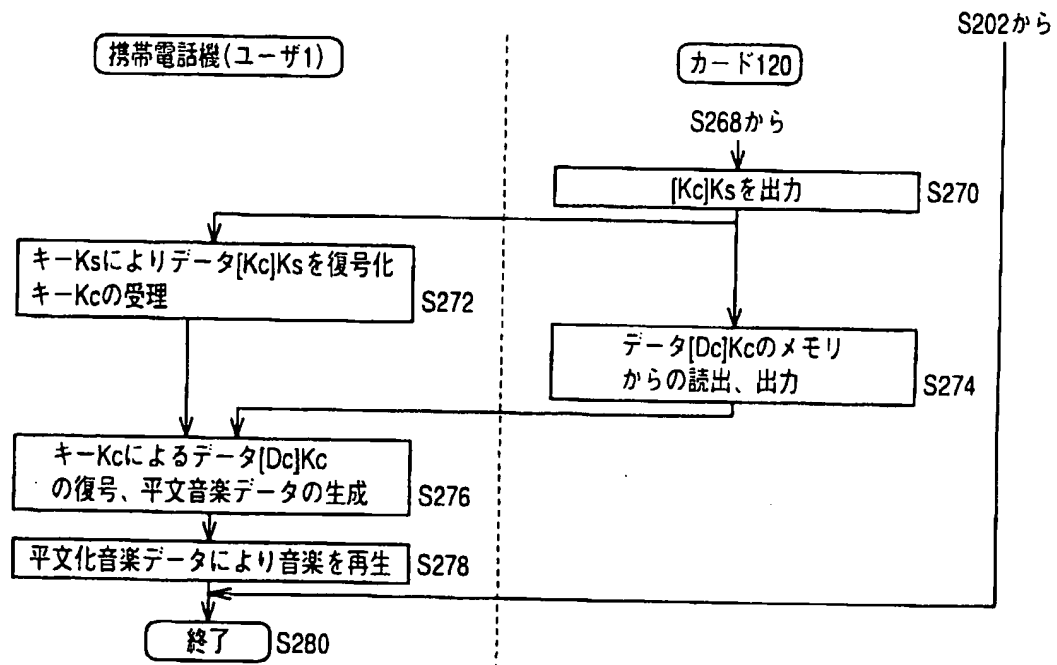 S202から
携帯電話機(ユーザ1)
カード120
S268から
[Kc]Ksを出力
S270
キーKsによりデータ[Kc]Ksを復号化
キーKcの受理
S272
データ[Dc]Kcのメモリ
からの読出、出力
S274
キーKcによるデータ[Dc]Kc
の復号、平文音楽データの生成
S276
平文化音楽データにより音楽を再生
S278
終了
S280